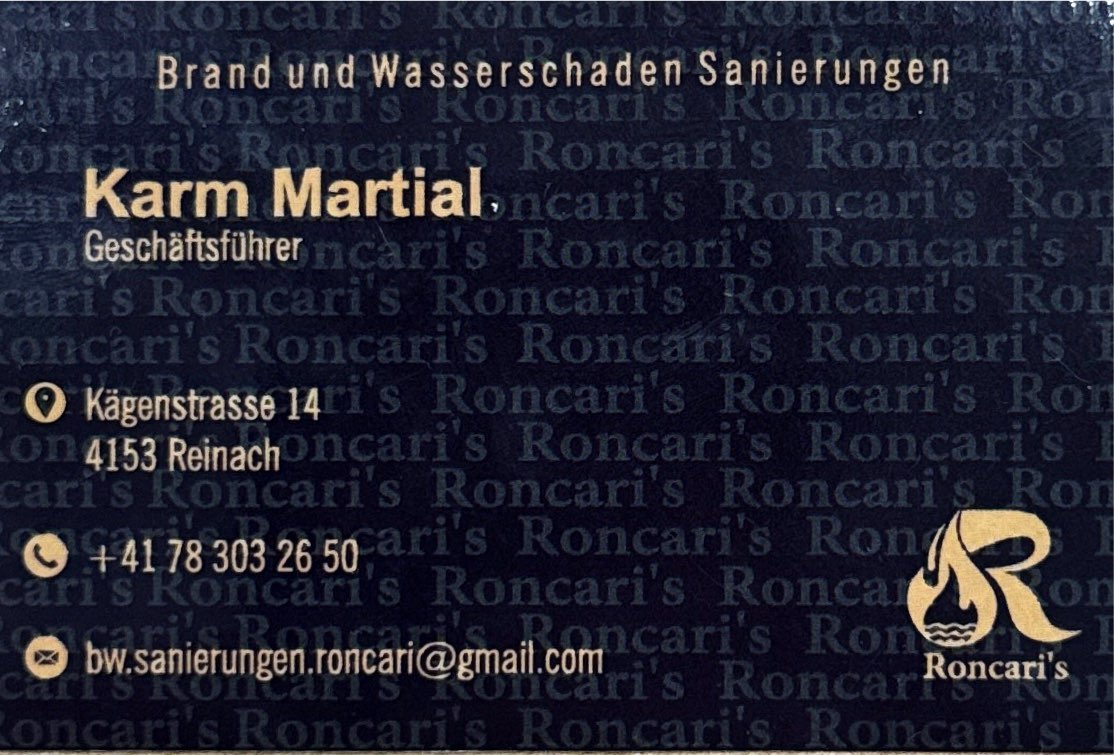 Brand und Wasserschaden Sanierungen
Karm Martial
Geschäftsführer
Kägenstrasse 14
4153 Reinach
+41 78 303 26 50
bw.sanierungen.roncari@gmail.com
Roncari's